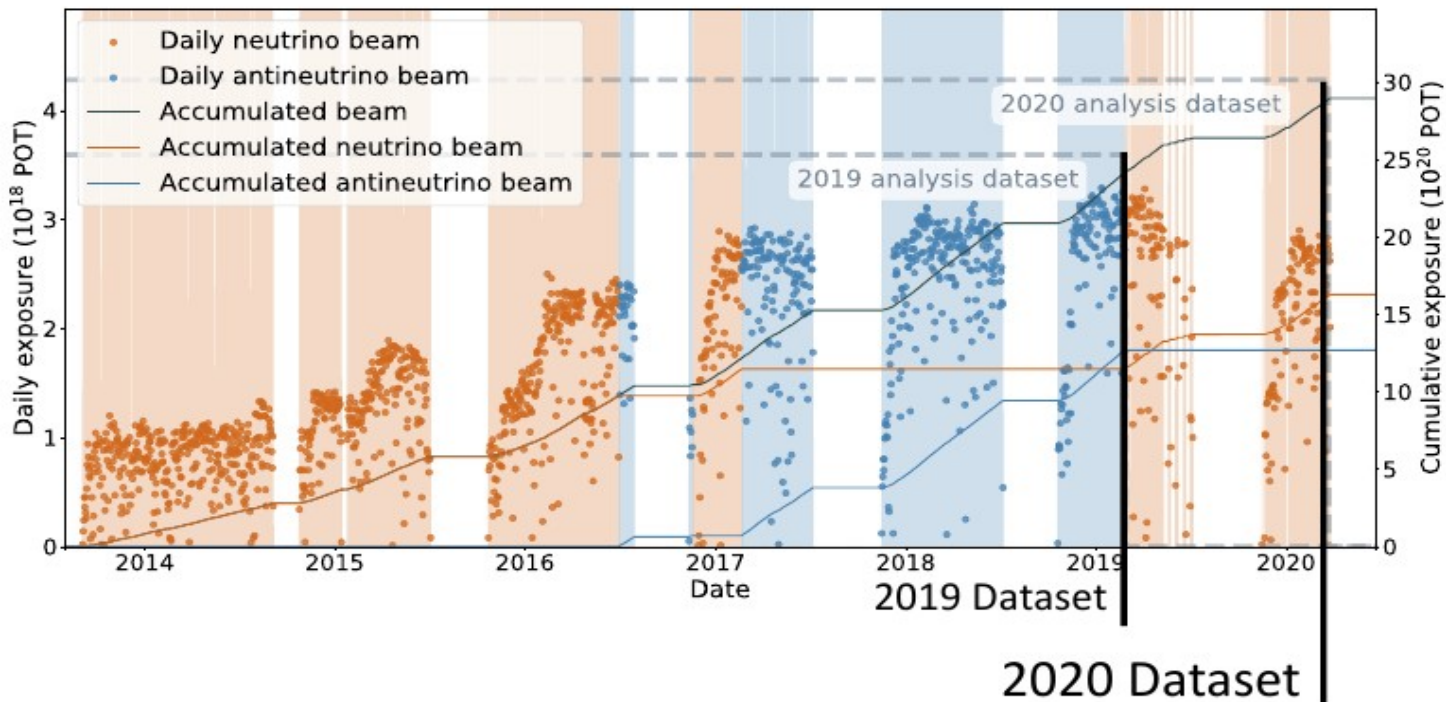 Daily neutrino beam
Daily antineutrino beam
Accumulated beam
Accumulated neutrino beam
Accumulated antineutrino beam
2020 analysis dataset
2019 analysis dataset
Daily exposure (10¹⁸ POT)
4
3
2
1
0
Cumulative exposure (10²⁰ POT)
30
25
20
15
10
5
0
2014
2015
2016
2017
2018
2019
2020
Date
2019 Dataset
2020 Dataset